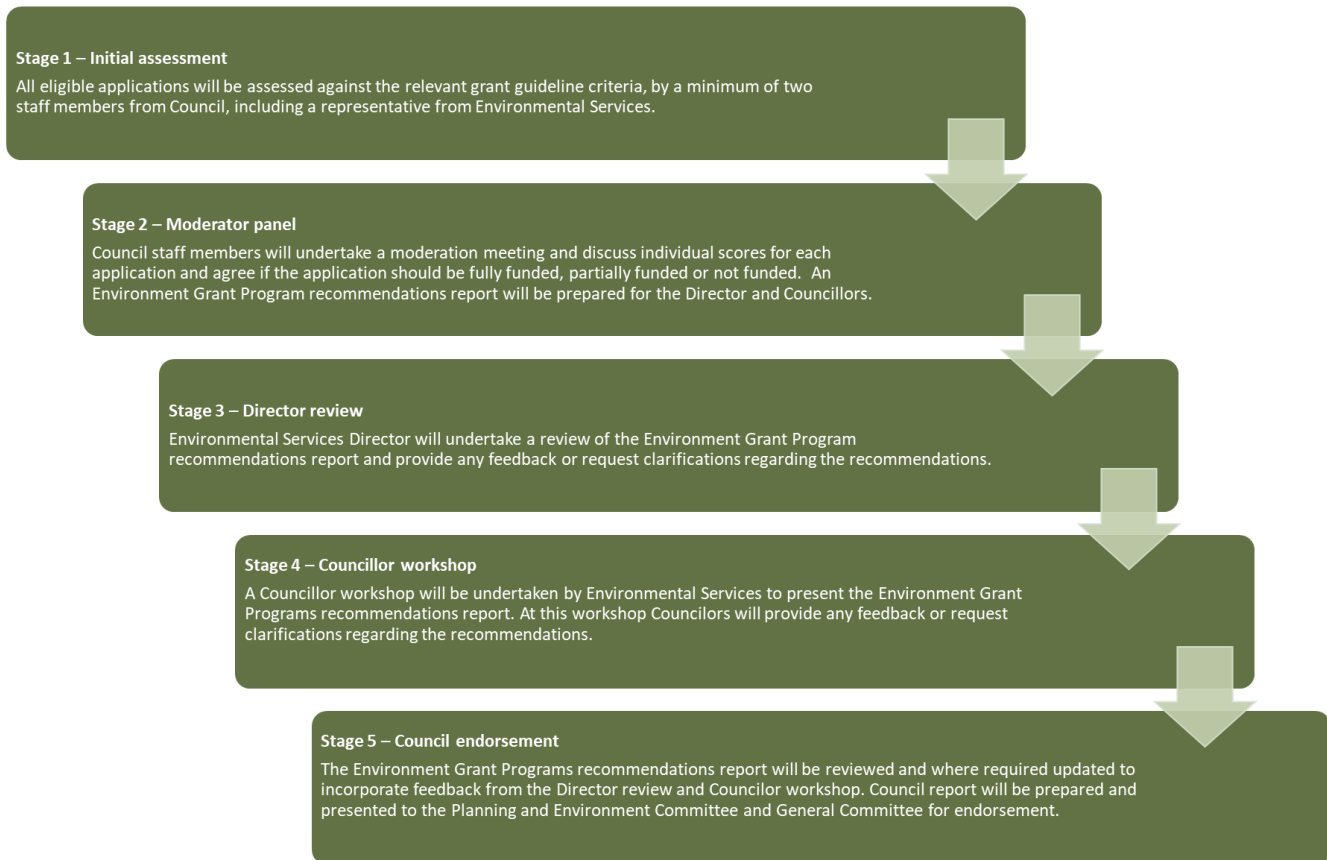 Stage 1 – Initial assessment
All eligible applications will be assessed against the relevant grant guideline criteria, by a minimum of two
staff members from Council, including a representative from Environmental Services.
Stage 2 – Moderator panel
Council staff members will undertake a moderation meeting and discuss individual scores for each
application and agree if the application should be fully funded, partially funded or not funded.  An
Environment Grant Program recommendations report will be prepared for the Director and Councillors.
Stage 3 – Director review
Environmental Services Director will undertake a review of the Environment Grant Program
recommendations report and provide any feedback or request clarifications regarding the recommendations.
Stage 4 – Councillor workshop
A Councillor workshop will be undertaken by Environmental Services to present the Environment Grant
Programs recommendations report. At this workshop Councilors will provide any feedback or request
clarifications regarding the recommendations.
Stage 5 – Council endorsement
The Environment Grant Programs recommendations report will be reviewed and where required updated to
incorporate feedback from the Director review and Councilor workshop. Council report will be prepared and
presented to the Planning and Environment Committee and General Committee for endorsement.